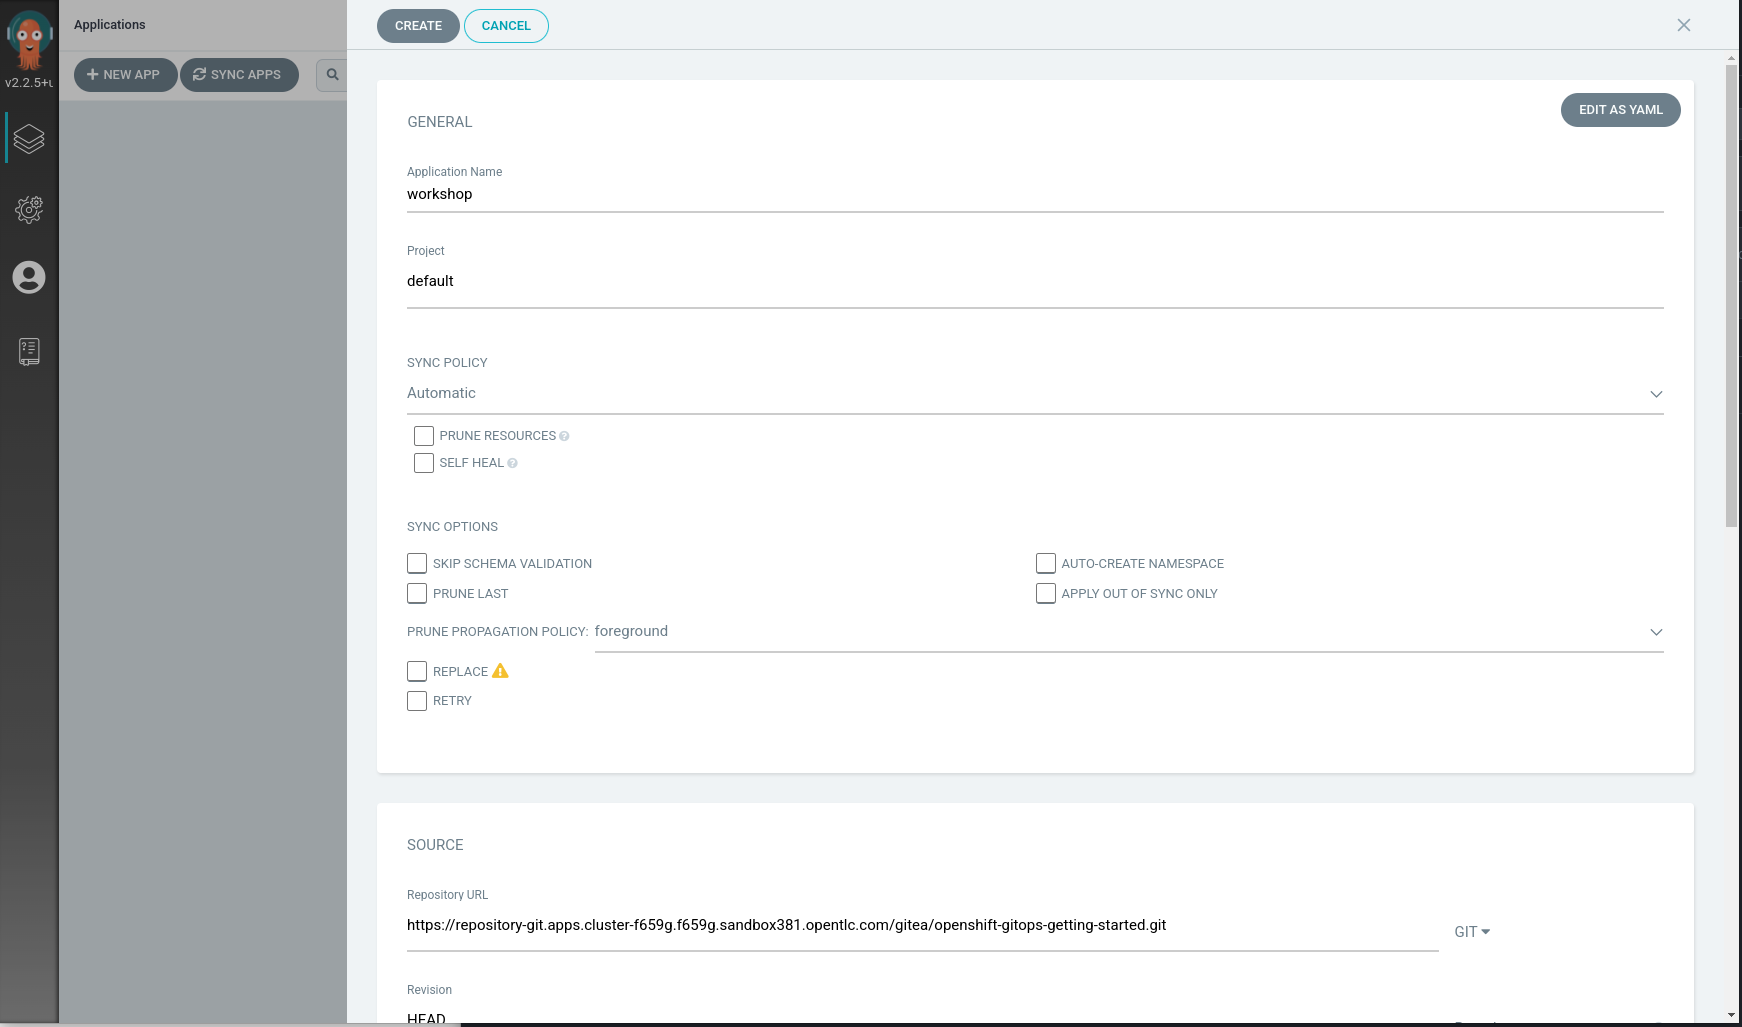 Applications
CREATE
CANCEL
v2.2.5+u
NEW APP
SYNC APPS
EDIT AS YAML
GENERAL
Application Name
workshop
Project
default
SYNC POLICY
Automatic
PRUNE RESOURCES
SELF HEAL
SYNC OPTIONS
SKIP SCHEMA VALIDATION
AUTO-CREATE NAMESPACE
PRUNE LAST
APPLY OUT OF SYNC ONLY
PRUNE PROPAGATION POLICY: foreground
REPLACE
RETRY
SOURCE
Repository URL
https://repository-git.apps.cluster-f659g.f659g.sandbox381.opentlc.com/gitea/openshift-gitops-getting-started.git
GIT
Revision
HEAD